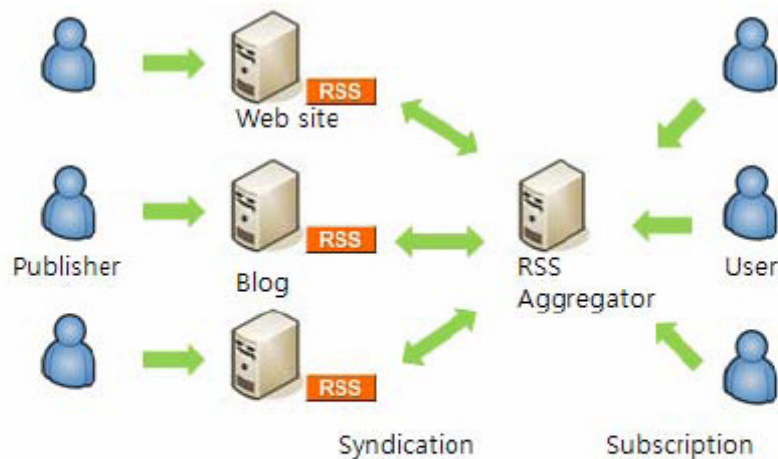 RSS
Web site
RSS
Publisher
Blog
RSS
Aggregator
User
RSS
Syndication
Subscription